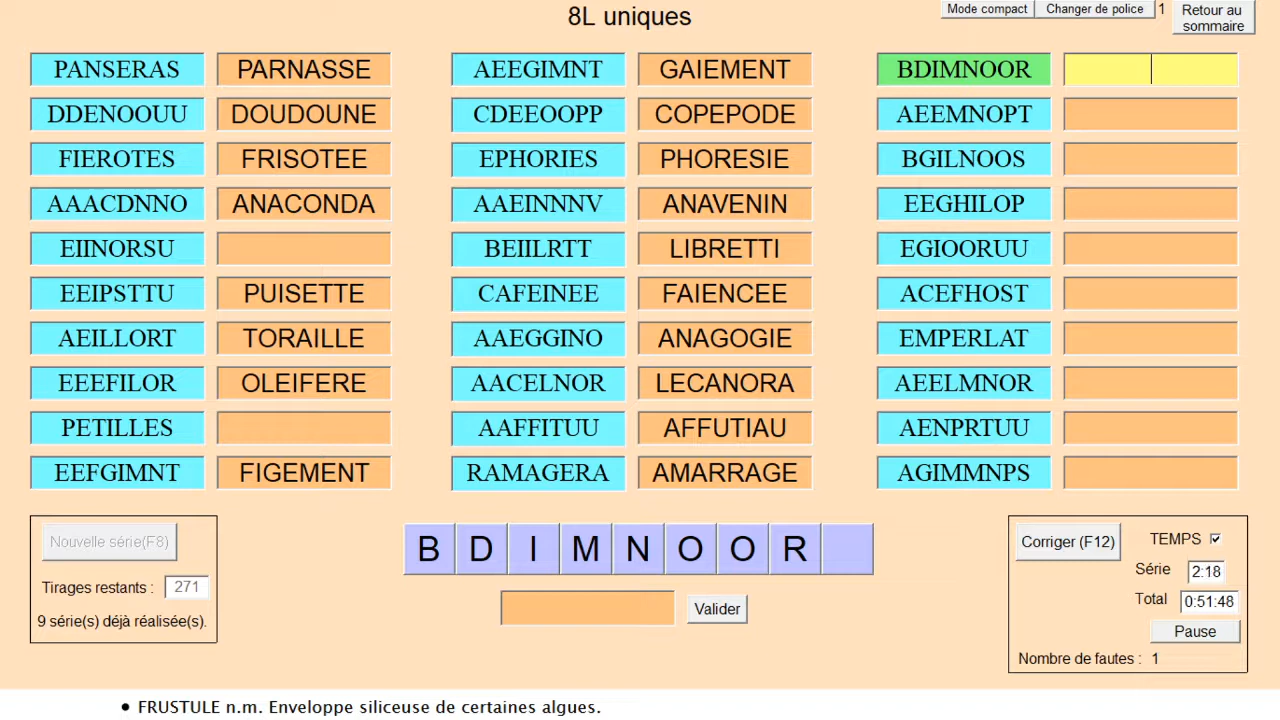 8L uniques
Mode compact Changer de police 1 Retour au sommaire
PANSERAS PARNASSE AEEGIMNT GAIEMENT BDIMNOOR
DDENOOUU DOUDOUNE CDEEOOPP COPEPODE AEEMNOPT
FIEROTES FRISOTEE EPHORIES PHORESIE BGILNOOS
AAACDNNO ANACONDA AAEINNNV ANAVENIN EEGHILOP
EIINORSU BEIILRTT LIBRETTI EGIOORUU
EEIPSTTU PUISETTE CAFEINEE FAIENCEE ACEFHOST
AEILLORT TORAILLE AAEGGINO ANAGOGIE EMPERLAT
EEEFILOR OLEIFERE AACELNOR LECANORA AEELMNOR
PETILLES AAFFITUU AFFUTIAU AENPRTUU
EEFGIMNT FIGEMENT RAMAGERA AMARRAGE AGIMMNPS
Nouvelle série(F8)
Tirages restants : 271
9 série(s) déjà réalisée(s).
B D I M N O O R
Valider
Corriger (F12) TEMPS
Série 2:18
Total 0:51:48
Pause
Nombre de fautes : 1
• FRUSTULE n.m. Enveloppe siliceuse de certaines algues.